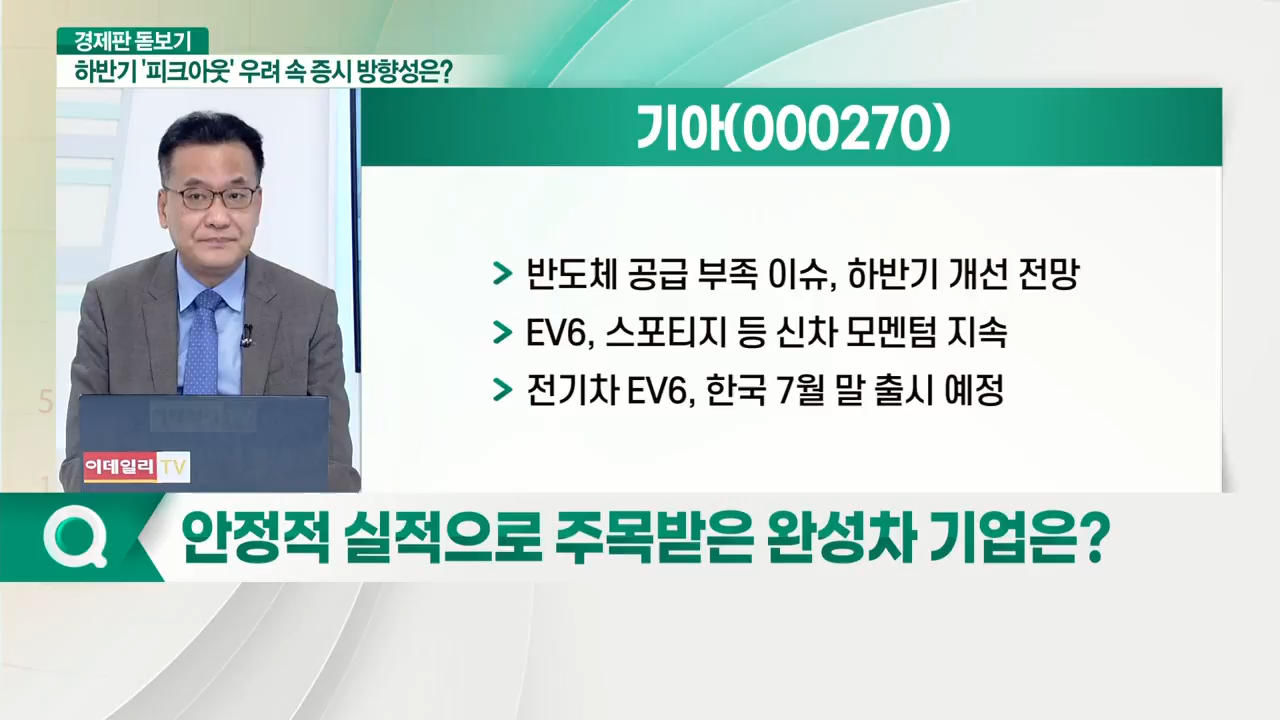 경제판 돋보기
하반기 '피크아웃' 우려 속 증시 방향성은?
기아(000270)
> 반도체 공급 부족 이슈, 하반기 개선 전망
> EV6, 스포티지 등 신차 모멘텀 지속
> 전기차 EV6, 한국 7월 말 출시 예정
이데일리 TV
안정적 실적으로 주목받은 완성차 기업은?